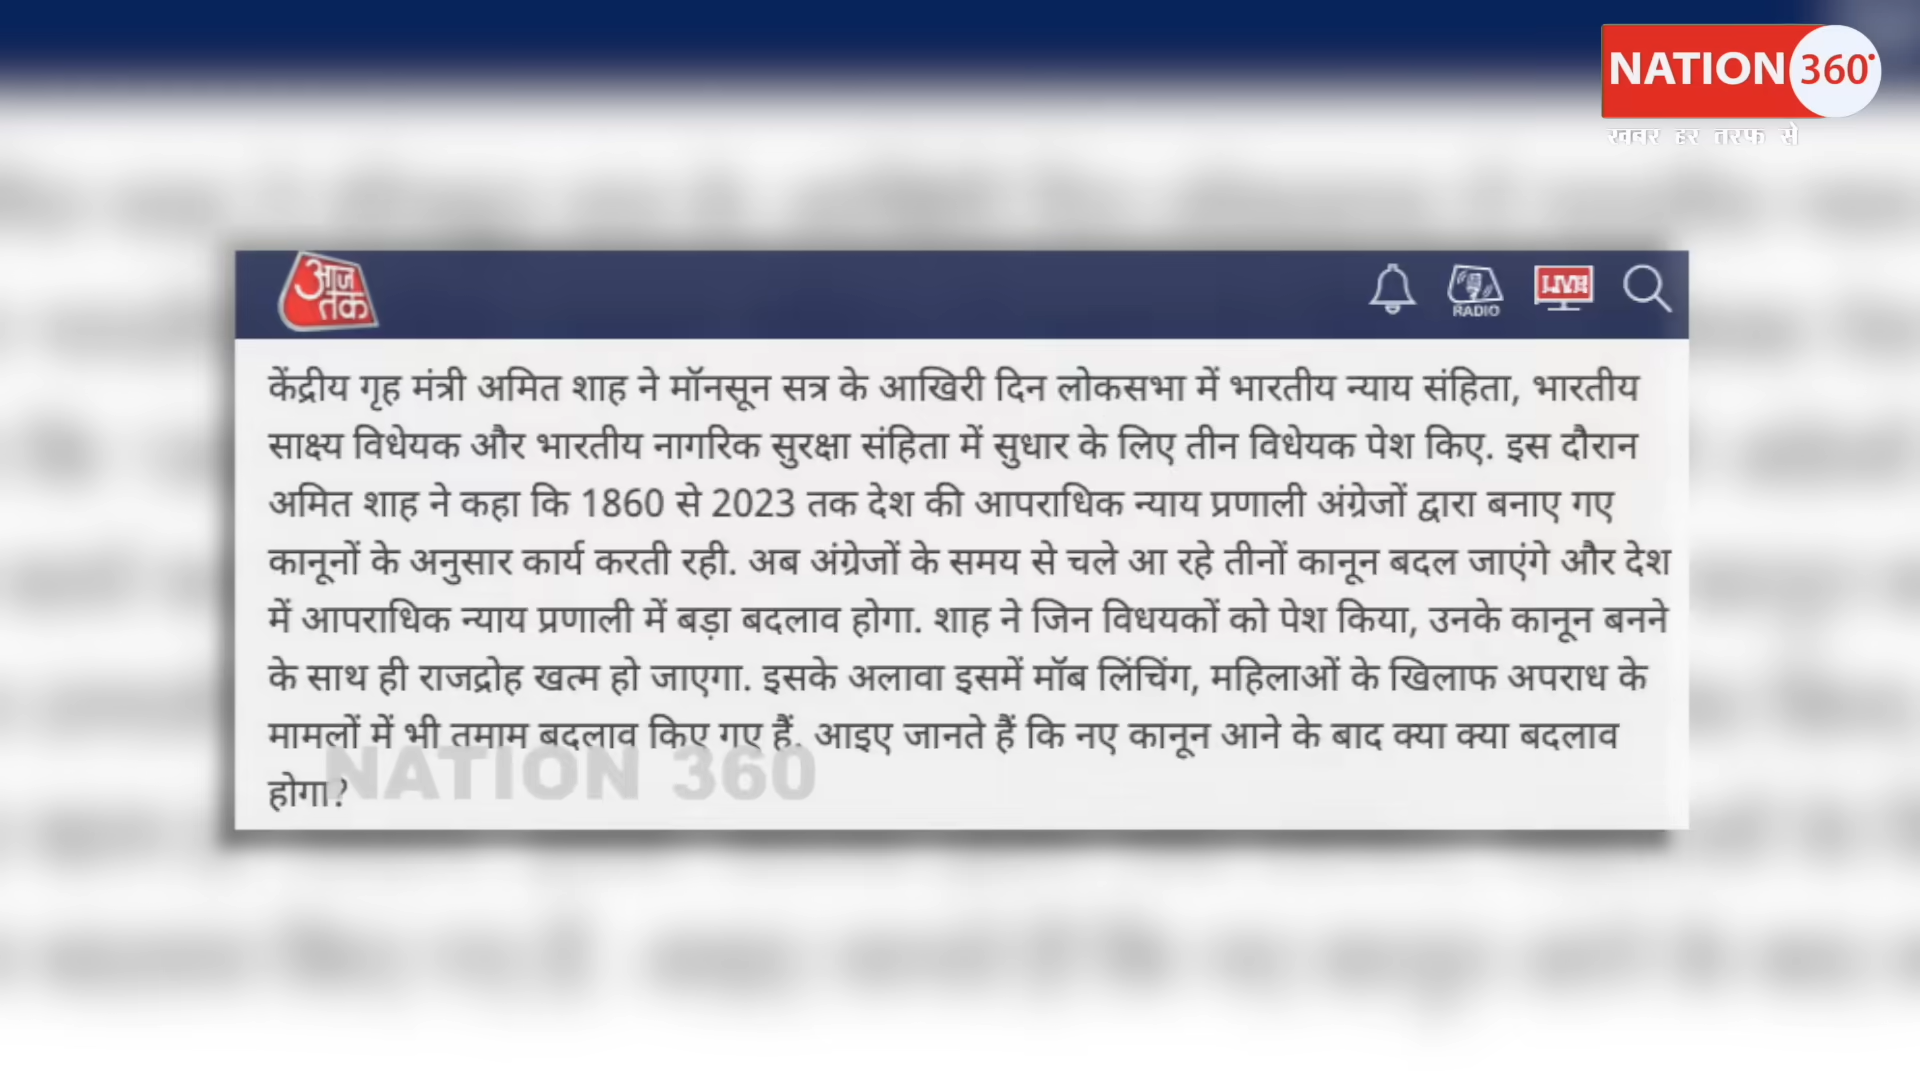 NATION 360°
खबर हर तरफ से
आज
तक
RADIO
LIVE
केंद्रीय गृह मंत्री अमित शाह ने मॉनसून सत्र के आखिरी दिन लोकसभा में भारतीय न्याय संहिता, भारतीय
साक्ष्य विधेयक और भारतीय नागरिक सुरक्षा संहिता में सुधार के लिए तीन विधेयक पेश किए. इस दौरान
अमित शाह ने कहा कि 1860 से 2023 तक देश की आपराधिक न्याय प्रणाली अंग्रेजों द्वारा बनाए गए
कानूनों के अनुसार कार्य करती रही. अब अंग्रेजों के समय से चले आ रहे तीनों कानून बदल जाएंगे और देश
में आपराधिक न्याय प्रणाली में बड़ा बदलाव होगा. शाह ने जिन विधयकों को पेश किया, उनके कानून बनने
के साथ ही राजद्रोह खत्म हो जाएगा. इसके अलावा इसमें मॉब लिंचिंग, महिलाओं के खिलाफ अपराध के
मामलों में भी तमाम बदलाव किए गए हैं. आइए जानते हैं कि नए कानून आने के बाद क्या क्या बदलाव
होगा?
NATION 360